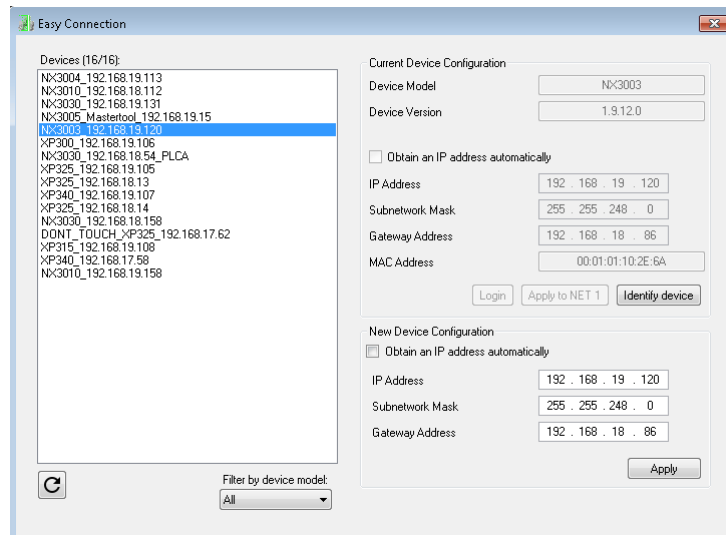 Easy Connection
Devices (16/16):
NX3004_192.168.19.113
NX3010_192.168.18.112
NX3030_192.168.19.131
NX3005_Mastertool_192.168.19.15
NX3003_192.168.19.120
XP300_192.168.19.106
NX3030_192.168.18.54_PLCA
XP325_192.168.19.105
XP325_192.168.18.13
XP340_192.168.19.107
XP325_192.168.18.14
NX3030_192.168.18.158
DONT_TOUCH_XP325_192.168.17.62
XP315_192.168.19.108
XP340_192.168.17.58
NX3010_192.168.19.158
Filter by device model:
All
Current Device Configuration
Device Model NX3003
Device Version 1.9.12.0
Obtain an IP address automatically
IP Address 192 . 168 . 19 . 120
Subnetwork Mask 255 . 255 . 248 . 0
Gateway Address 192 . 168 . 18 . 86
MAC Address 00:01:01:10:2E:6A
Login Apply to NET 1 Identify device
New Device Configuration
Obtain an IP address automatically
IP Address 192 . 168 . 19 . 120
Subnetwork Mask 255 . 255 . 248 . 0
Gateway Address 192 . 168 . 18 . 86
Apply